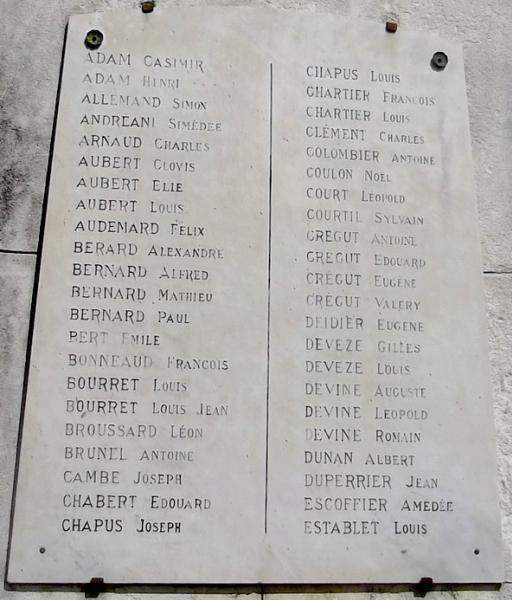 ADAM CASIMIR
ADAM HENRI
ALLEMAND SIMON
ANDREANI SIMÉDÉE
ARNAUD CHARLES
AUBERT CLOVIS
AUBERT ELIE
AUBERT LOUIS
AUDEMARD FÉLIX
BERARD ALEXANDRE
BERNARD ALFRED
BERNARD MATHIEU
BERNARD PAUL
BERT EMILE
BONNEAUD FRANCOIS
BOURRET LOUIS
BOURRET LOUIS JEAN
BROUSSARD LÉON
BRUNEL ANTOINE
CAMBE JOSEPH
CHABERT EDOUARD
CHAPUS JOSEPH
CHAPUS LOUIS
CHARTIER FRANCOIS
CHARTIER LOUIS
CLÉMENT CHARLES
COLOMBIER ANTOINE
COULON NOËL
COURT LEOPOLD
COURTIL SYLVAIN
CREGUT ANTOINE
CREGUT EDOUARD
CRÉGUT EUGÈNE
CRÉGUT VALERY
DEIDIER EUGENE
DEVEZE GILLES
DEVEZE LOUIS
DEVINE AUGUSTE
DEVINE LEOPOLD
DEVINE ROMAIN
DUNAN ALBERT
DUPERRIER JEAN
ESCOFFIER AMÉDÉE
ESTABLET LOUIS